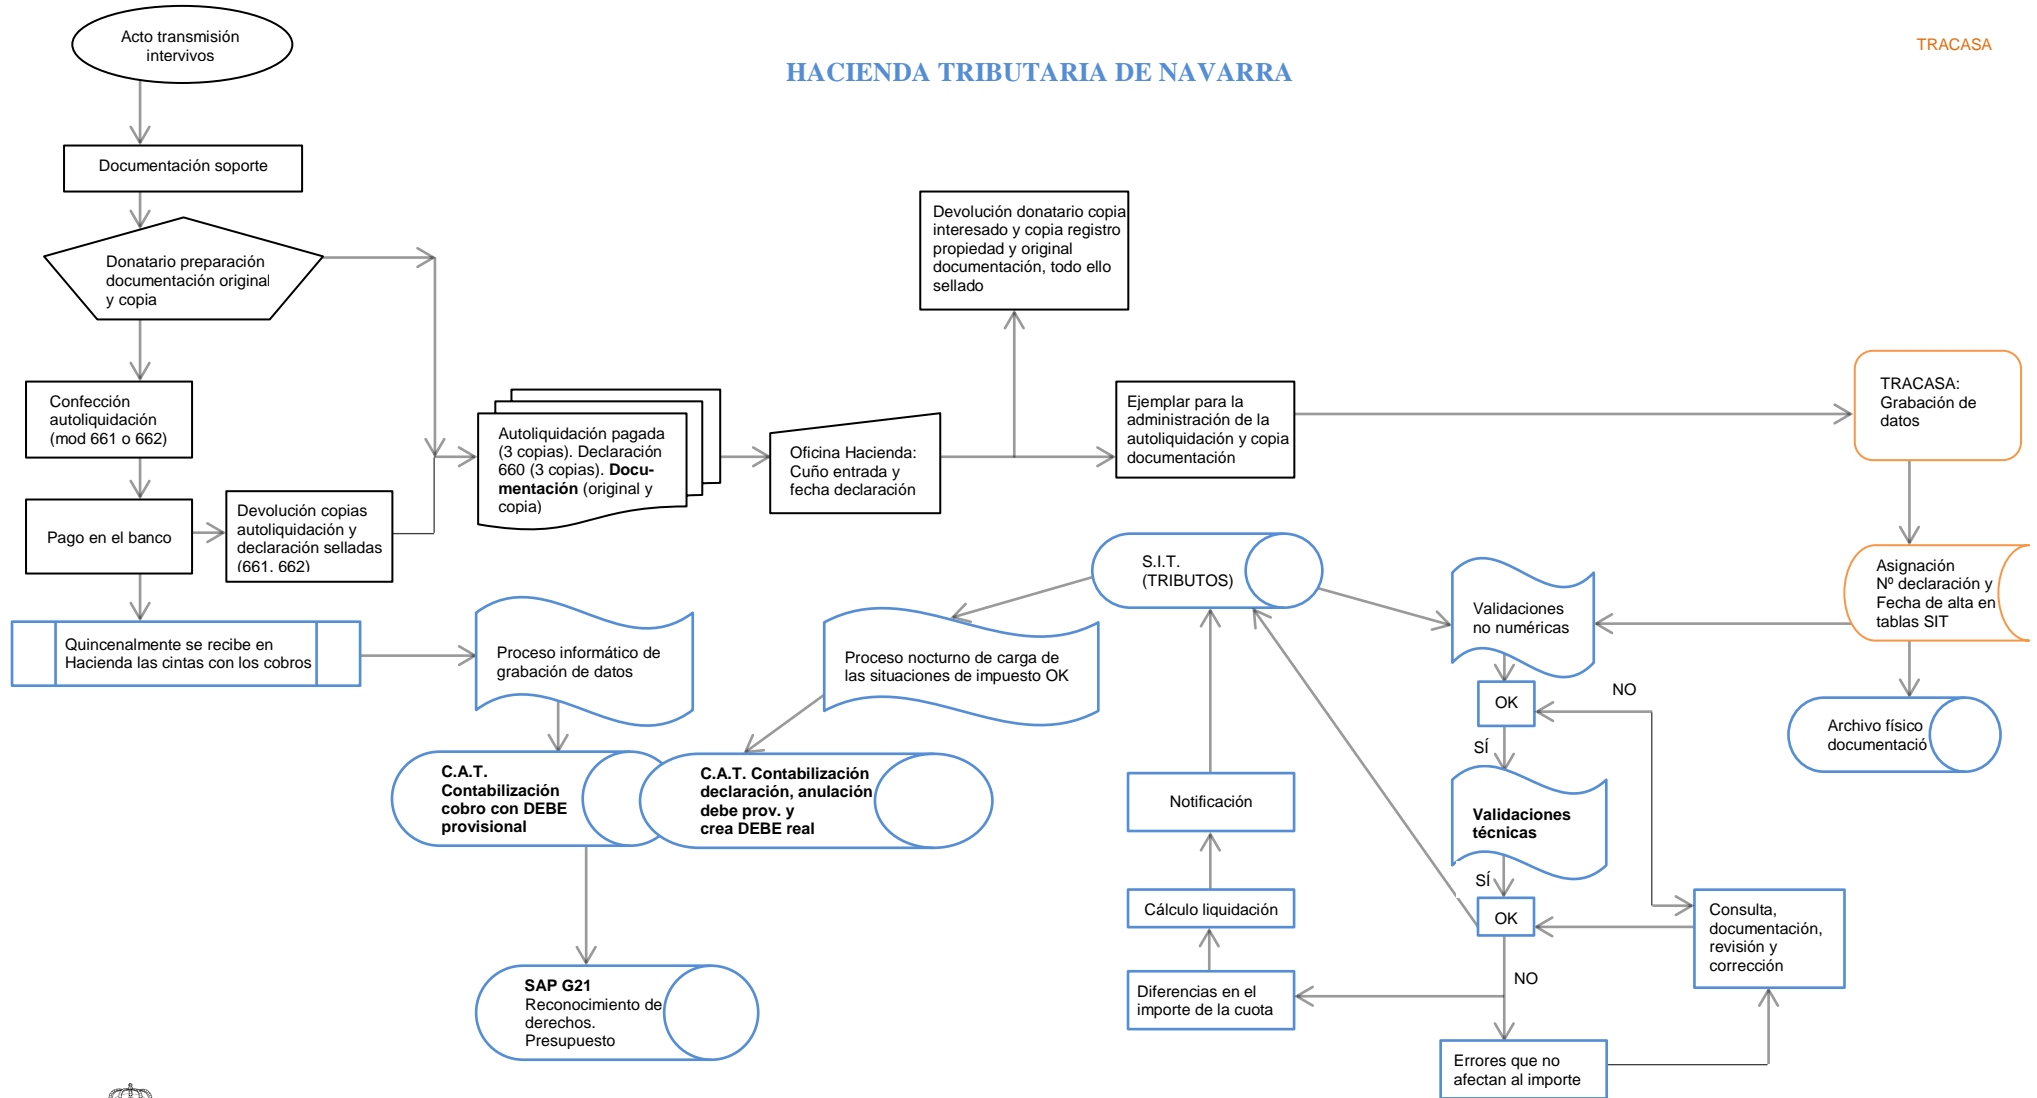 Acto transmisión
intervivos
TRACASA
HACIENDA TRIBUTARIA DE NAVARRA
Documentación soporte
Donatario preparación
documentación original
y copia
Devolución donatario copia
interesado y copia registro
propiedad y original
documentación, todo ello
sellado
Confección
autoliquidación
(mod 661 o 662)
Autoliquidación pagada
(3 copias). Declaración
660 (3 copias). Docu-
mentación (original y
copia)
Oficina Hacienda:
Cuño entrada y
fecha declaración
Ejemplar para la
administración de la
autoliquidación y copia
documentación
TRACASA:
Grabación de
datos
Pago en el banco
Devolución copias
autoliquidación y
declaración selladas
(661, 662)
S.I.T.
(TRIBUTOS)
Validaciones
no numéricas
Asignación
Nº declaración y
Fecha de alta en
tablas SIT
Quincenalmente se recibe en
Hacienda las cintas con los cobros
Proceso informático de
grabación de datos
Proceso nocturno de carga de
las situaciones de impuesto OK
OK
NO
SÍ
Archivo físico
documentació
C.A.T.
Contabilización
cobro con DEBE
provisional
C.A.T. Contabilización
declaración, anulación
debe prov. y
crea DEBE real
Notificación
Validaciones
técnicas
SÍ
OK
Cálculo liquidación
Consulta,
documentación,
revisión y
corrección
NO
SAP G21
Reconocimiento de
derechos.
Presupuesto
Diferencias en el
importe de la cuota
Errores que no
afectan al importe